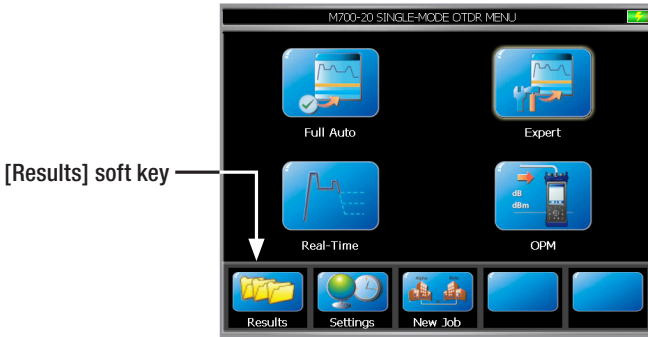 M700-20 SINGLE-MODE OTDR MENU
Full Auto
Expert
[Results] soft key
dB
dBm
Real-Time
OPM
Results
Settings
New Job